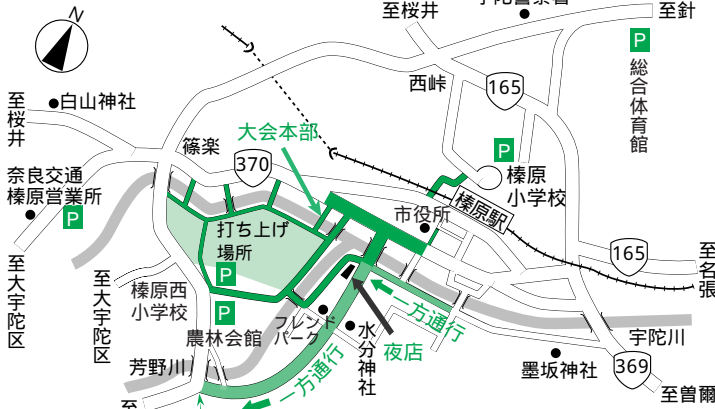 N
至桜井
宇陀警察署
至針
P
総合体育館
西峠
165
至桜井
白山神社
大会本部
篠楽
370
P
榛原
小学校
奈良交通
榛原営業所
P
市役所
榛原駅
打ち上げ
場所
P
165
至名張
至大宇陀区
至大宇陀区
榛原西
小学校
P
農林会館
フレンド
パーク
水分神社
一方通行
夜店
宇陀川
芳野川
一方通行
墨坂神社
369
至曽爾
至